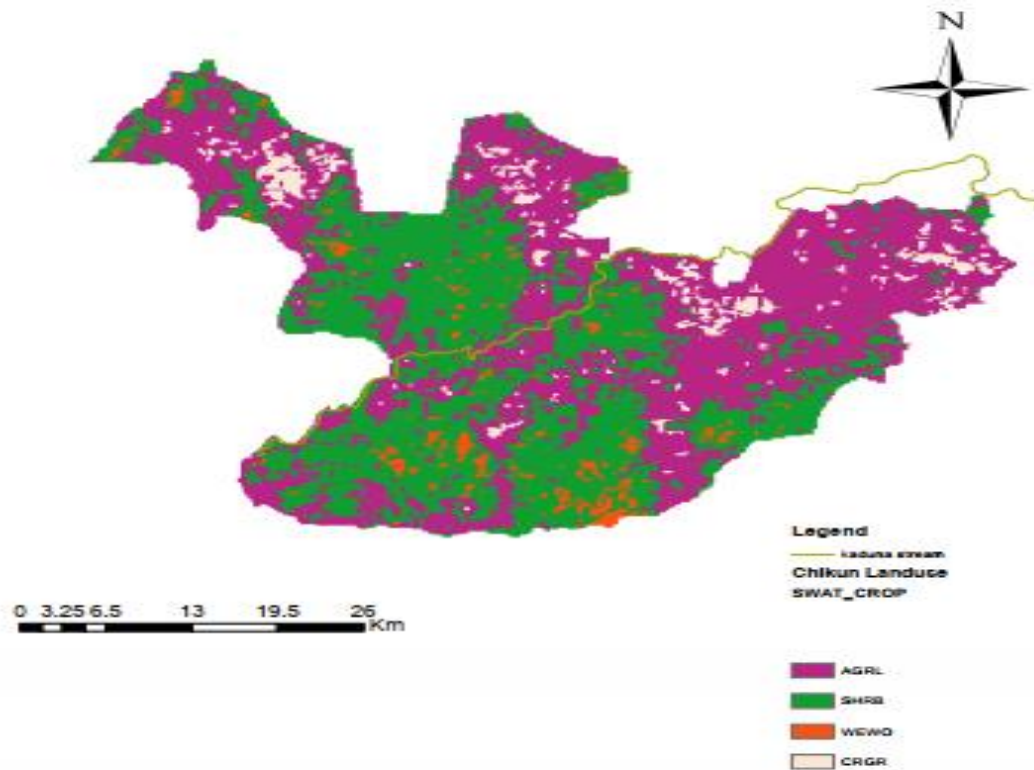 N
Legend
kaduna stream
Chikun Landuse
SWAT_CROP
0 3.25 6.5 13 19.5 26
Km
AGRL
SHRB
WEWO
CRGR